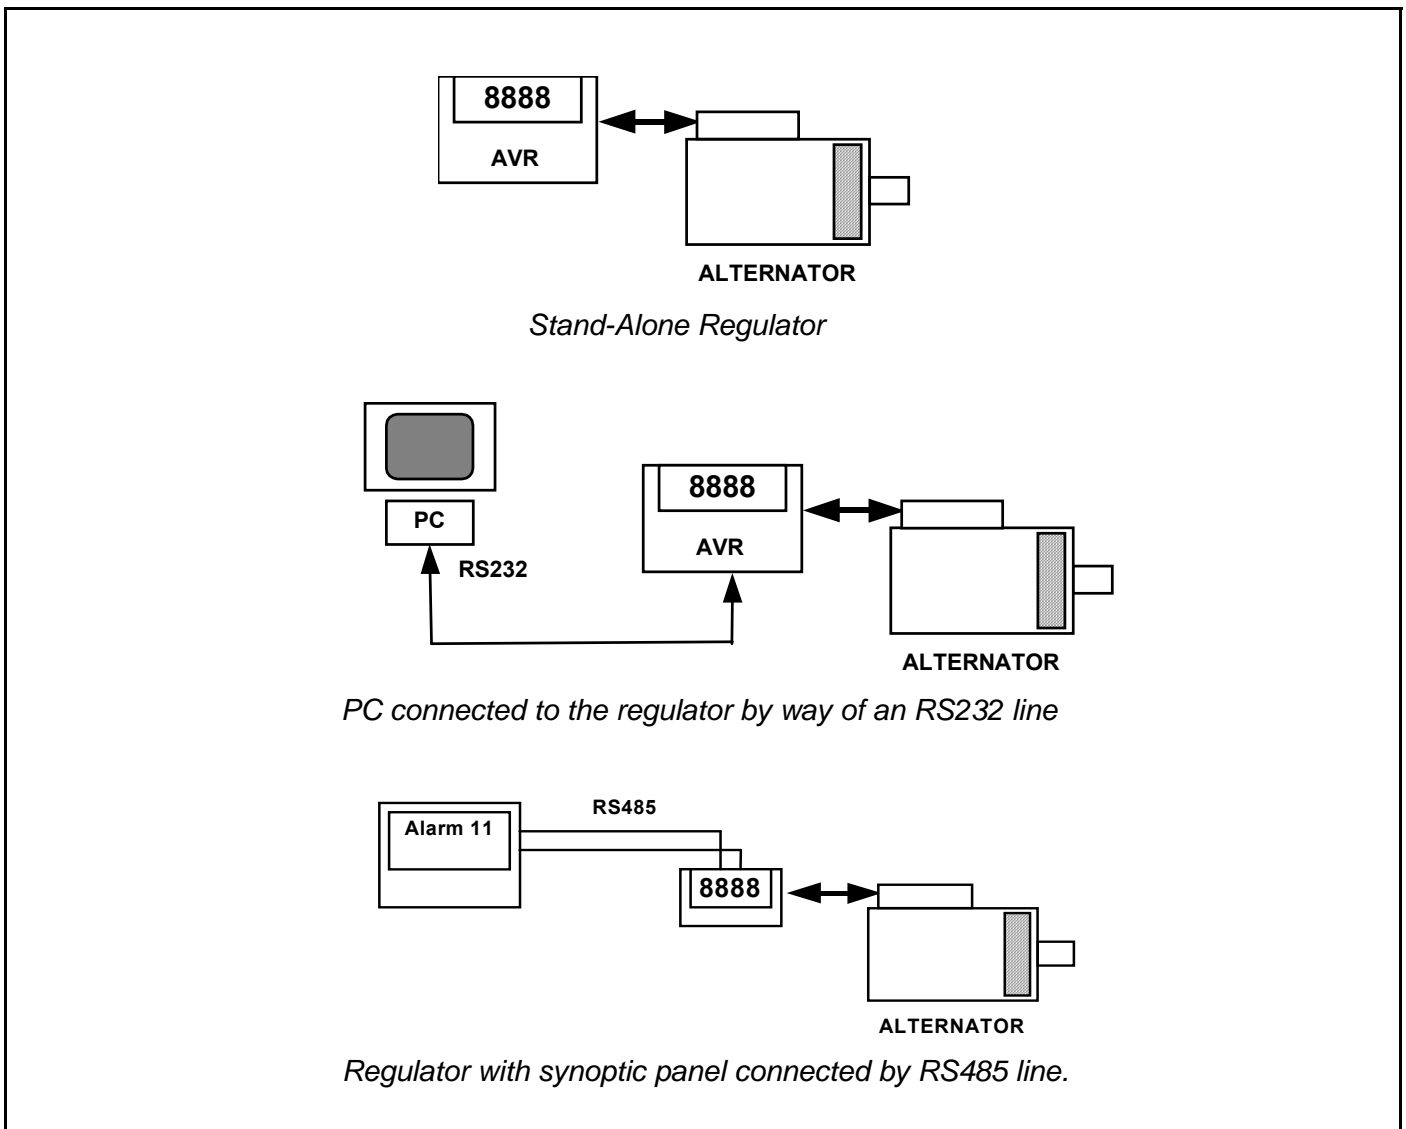 8888
AVR
ALTERNATOR
Stand-Alone Regulator
PC
RS232
8888
AVR
ALTERNATOR
PC connected to the regulator by way of an RS232 line
Alarm 11
RS485
8888
ALTERNATOR
Regulator with synoptic panel connected by RS485 line.